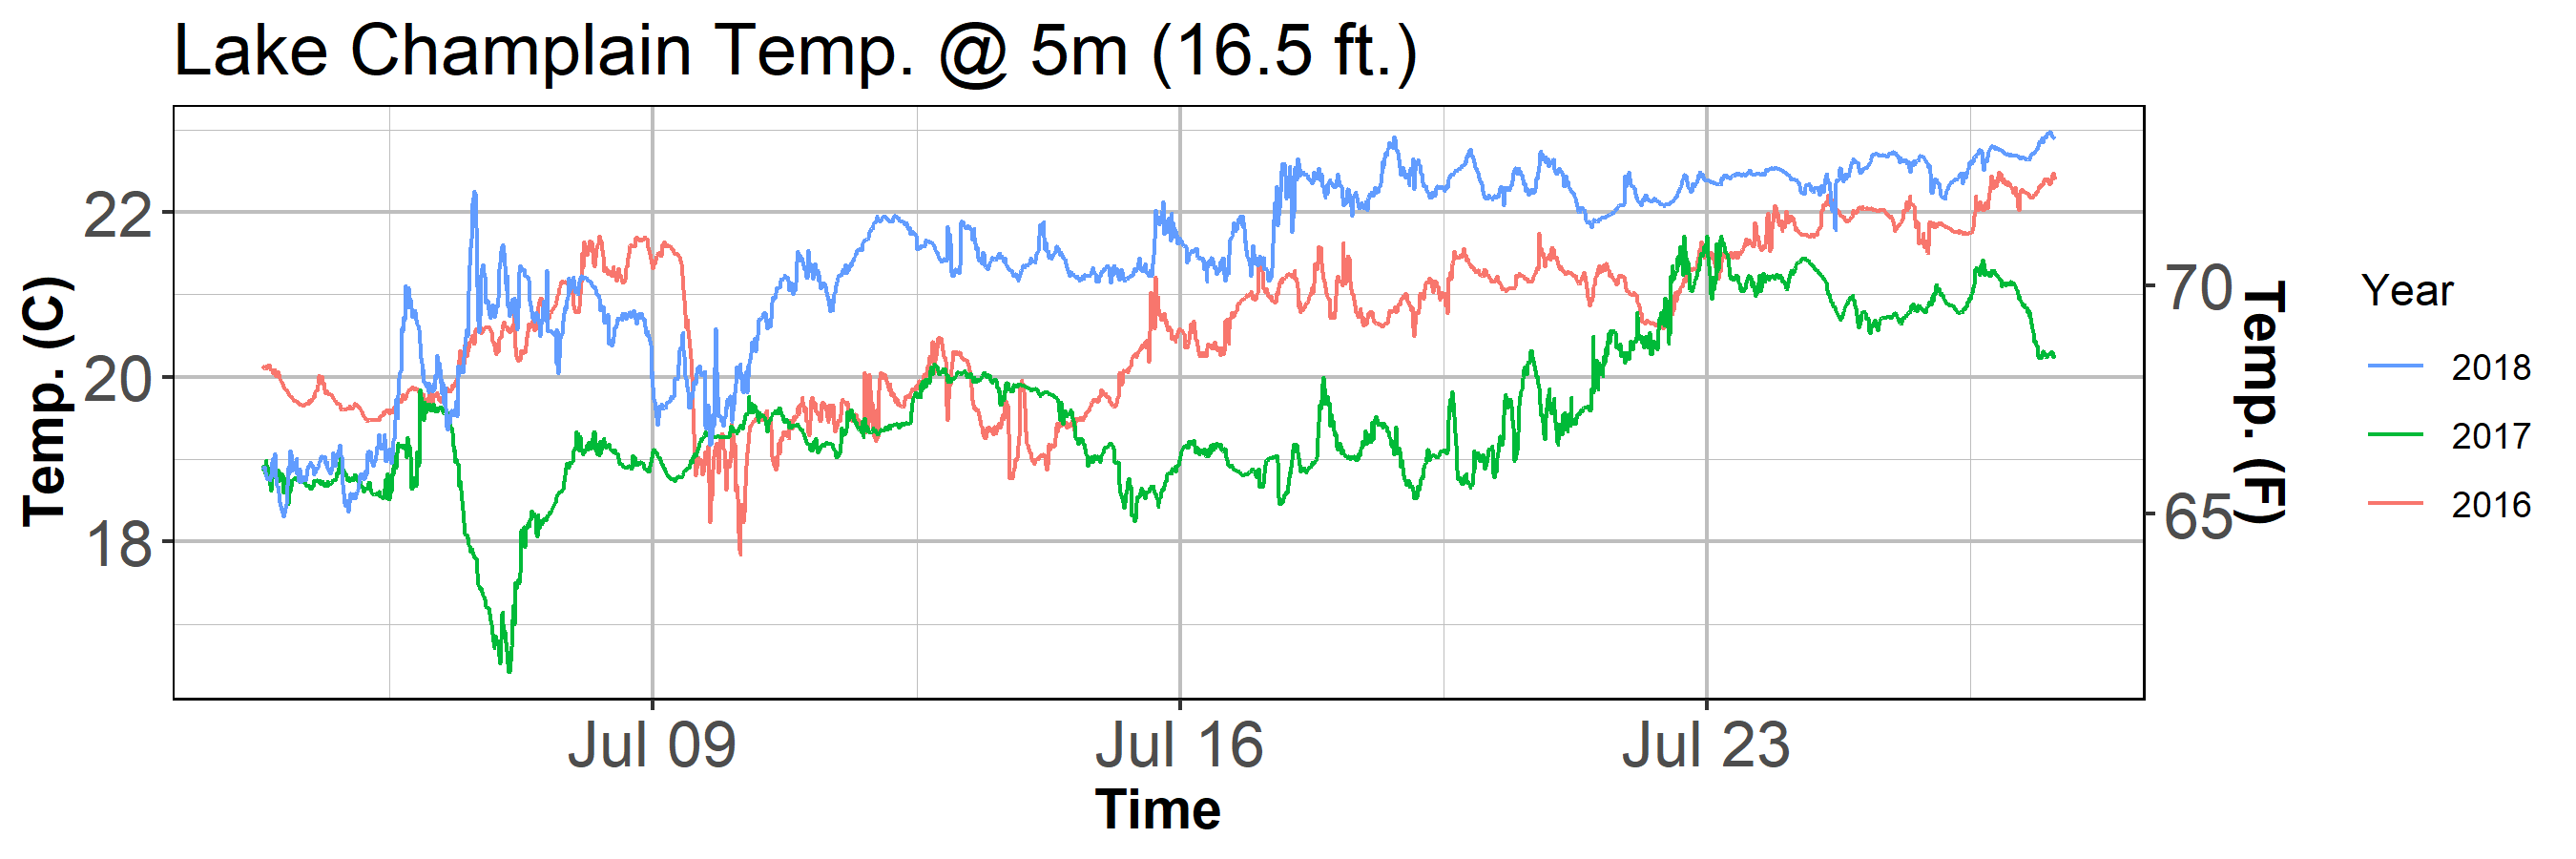 Lake Champlain Temp. @ 5m (16.5 ft.)
Temp. (C)
22
20
18
70
65
Temp. (F)
Jul 09
Jul 16
Jul 23
Time
Year
2018
2017
2016